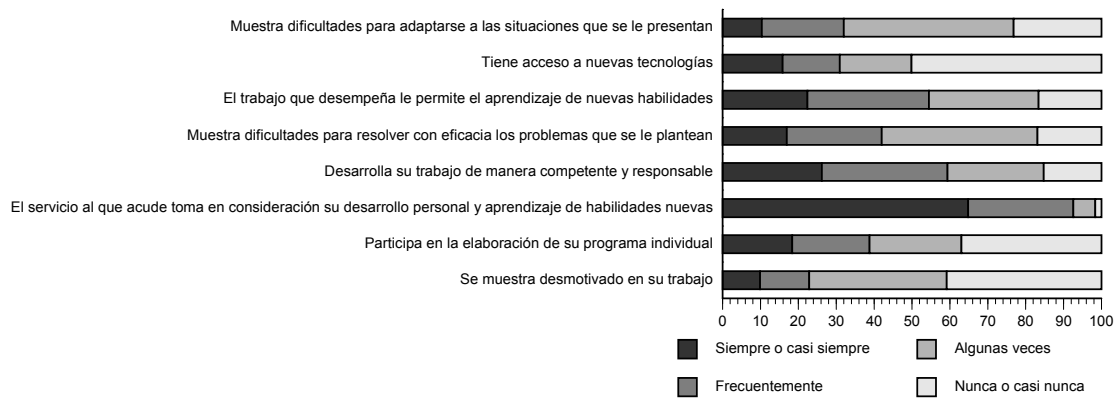 Muestra dificultades para adaptarse a las situaciones que se le presentan
Tiene acceso a nuevas tecnologías
El trabajo que desempeña le permite el aprendizaje de nuevas habilidades
Muestra dificultades para resolver con eficacia los problemas que se le plantean
Desarrolla su trabajo de manera competente y responsable
El servicio al que acude toma en consideración su desarrollo personal y aprendizaje de habilidades nuevas
Participa en la elaboración de su programa individual
Se muestra desmotivado en su trabajo
0 10 20 30 40 50 60 70 80 90 100
Siempre o casi siempre
Algunas veces
Frecuentemente
Nunca o casi nunca